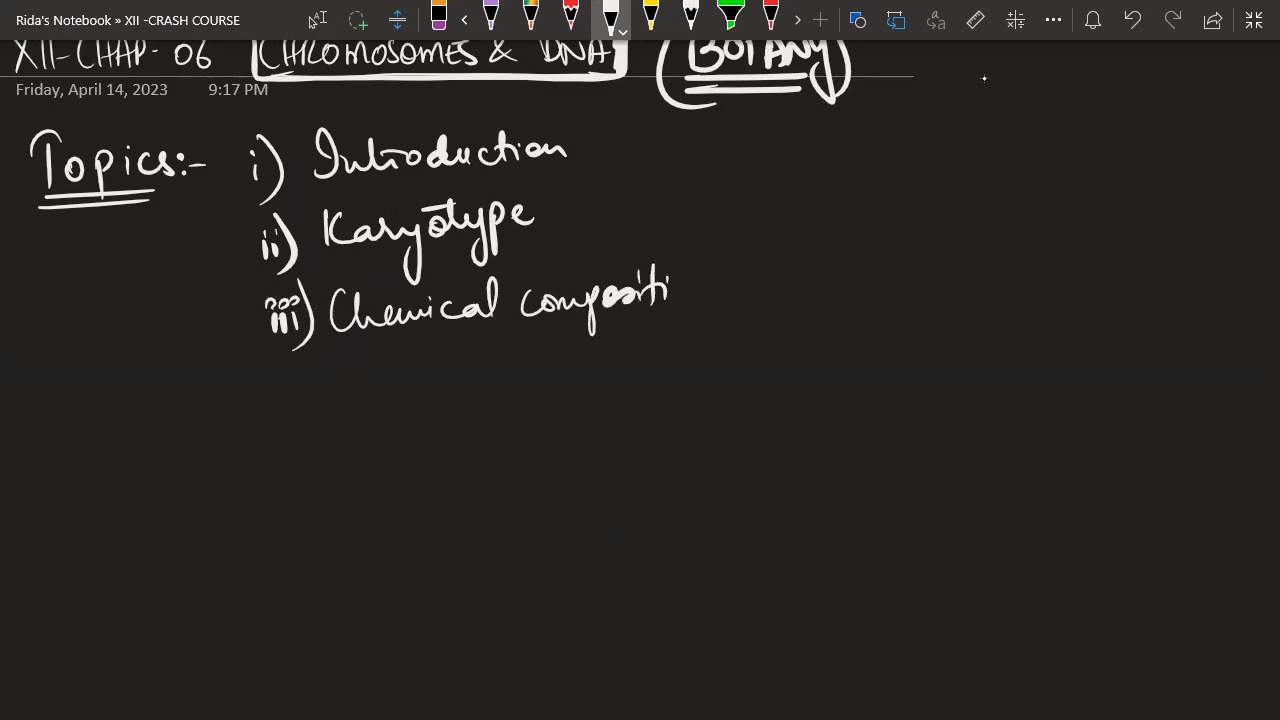 Rida's Notebook » XII -CRASH COURSE
XII-CHAP-06 CHROMOSOMES & DNA (BOTANY)
Friday, April 14, 2023 9:17 PM
Topics:- i) Introduction
ii) Karyotype
iii) Chemical compositi